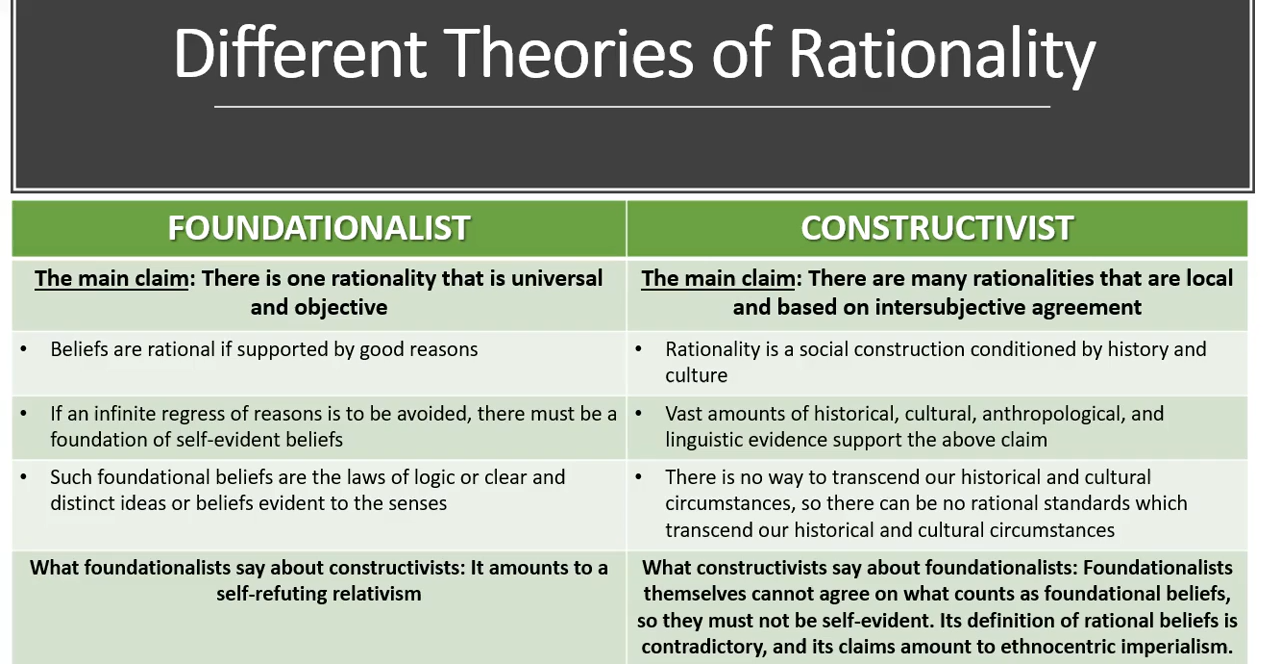 Different Theories of Rationality
FOUNDATIONALIST
CONSTRUCTIVIST
The main claim: There is one rationality that is universal
and objective
The main claim: There are many rationalities that are local
and based on intersubjective agreement
• Beliefs are rational if supported by good reasons
• Rationality is a social construction conditioned by history and
culture
• If an infinite regress of reasons is to be avoided, there must be a
foundation of self-evident beliefs
• Vast amounts of historical, cultural, anthropological, and
linguistic evidence support the above claim
• Such foundational beliefs are the laws of logic or clear and
distinct ideas or beliefs evident to the senses
• There is no way to transcend our historical and cultural
circumstances, so there can be no rational standards which
transcend our historical and cultural circumstances
What foundationalists say about constructivists: It amounts to a
self-refuting relativism
What constructivists say about foundationalists: Foundationalists
themselves cannot agree on what counts as foundational beliefs,
so they must not be self-evident. Its definition of rational beliefs is
contradictory, and its claims amount to ethnocentric imperialism.